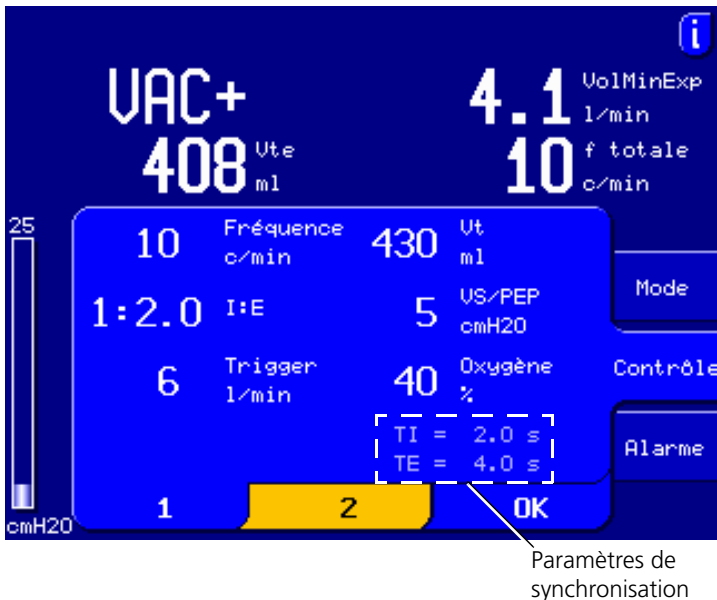 i
VAC+
4.1 VolMinExp l/min
408 Vte ml
10 f totale c/min
25
10 Fréquence c/min
430 Vt ml
1:2.0 I:E
5 VS/PEP cmH2O
6 Trigger l/min
40 Oxygène %
TI = 2.0 s
TE = 4.0 s
Mode
Contrôle
Alarme
cmH2O
1
2
OK
Paramètres de
synchronisation